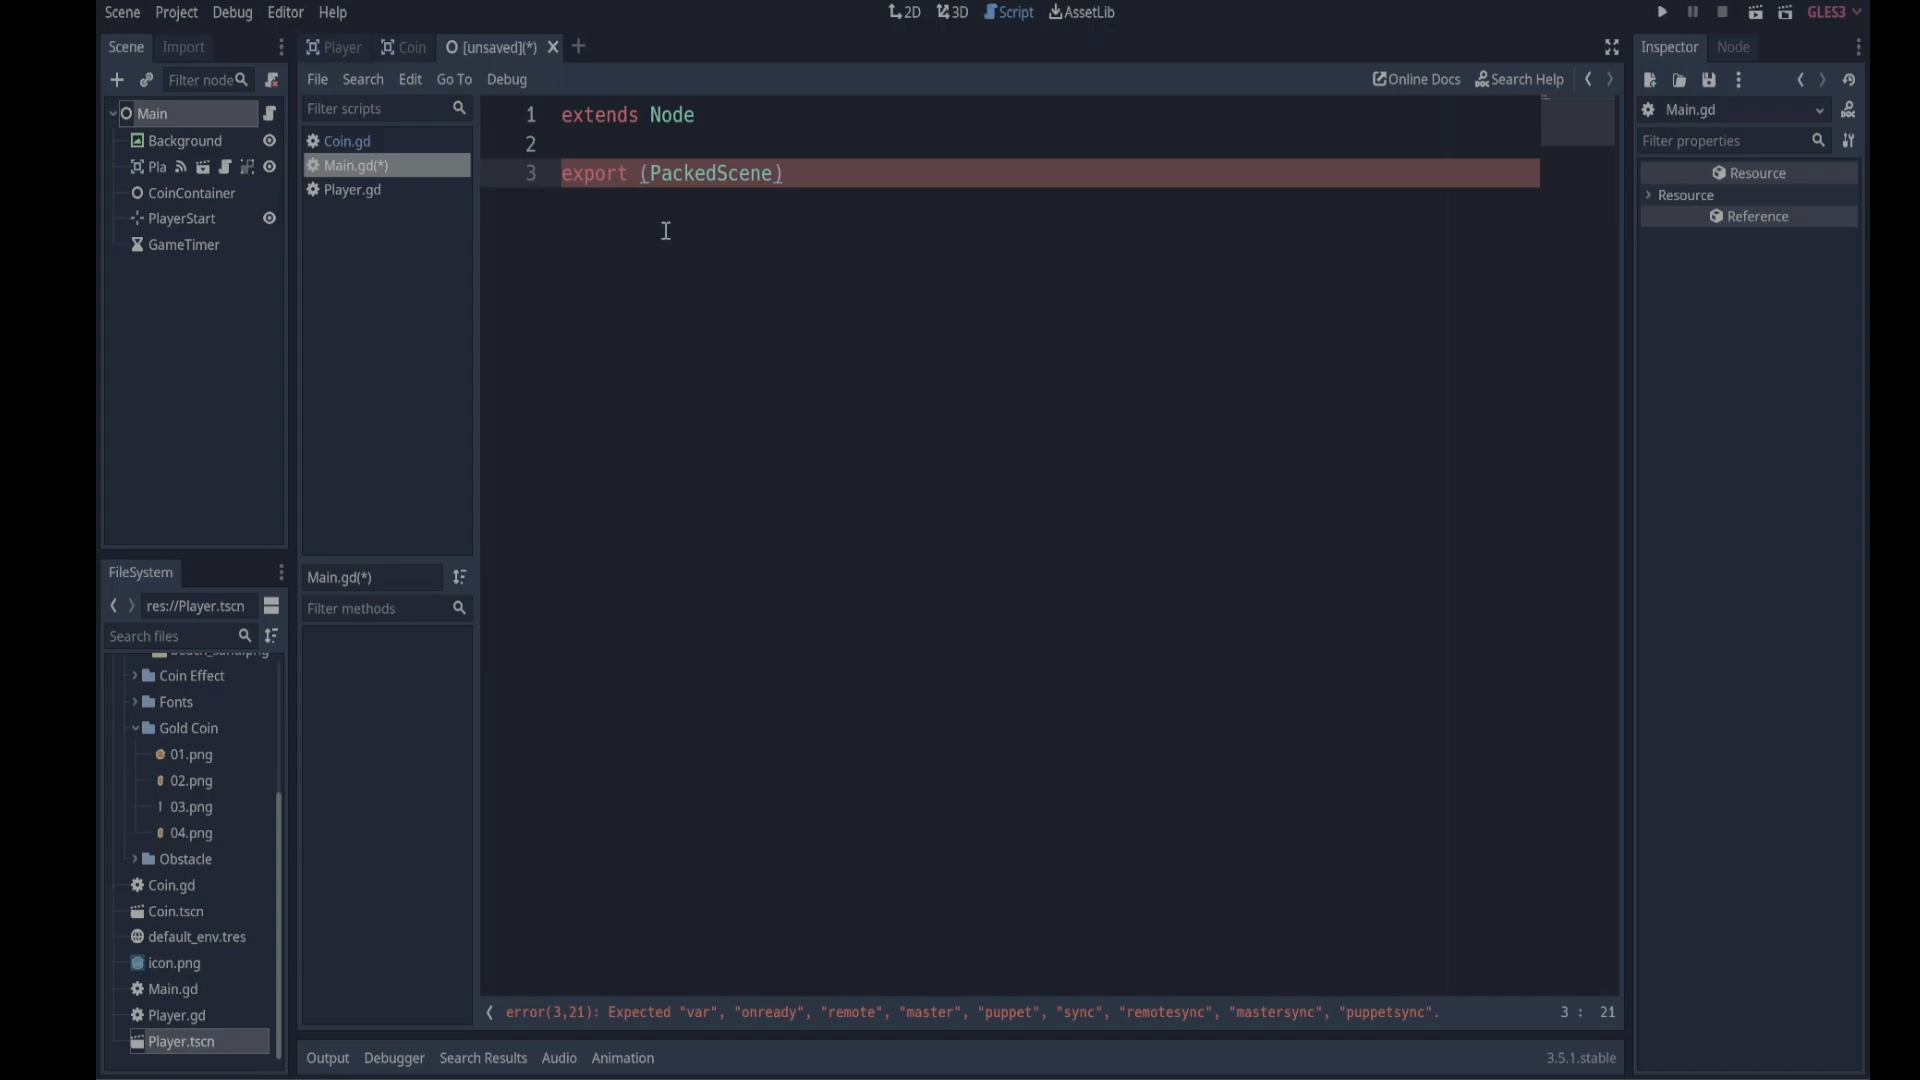 Scene Project Debug Editor Help
2D 3D Script AssetLib
GLES3
Scene Import
Filter node
Main
Background
Pla
CoinContainer
PlayerStart
GameTimer
FileSystem
res://Player.tscn
Search files
beach_sand.png
Coin Effect
Fonts
Gold Coin
01.png
02.png
03.png
04.png
Obstacle
Coin.gd
Coin.tscn
default_env.tres
icon.png
Main.gd
Player.gd
Player.tscn
Player Coin [unsaved](*)
File Search Edit Go To Debug
Online Docs Search Help
Filter scripts
Coin.gd
Main.gd(*)
Player.gd
Main.gd(*)
Filter methods
1 extends Node
2
3 export (PackedScene)
error(3,21): Expected "var", "onready", "remote", "master", "puppet", "sync", "remotesync", "mastersync", "puppetsync".
3 : 21
Output Debugger Search Results Audio Animation
3.5.1.stable
Inspector Node
Main.gd
Filter properties
Resource
Resource
Reference